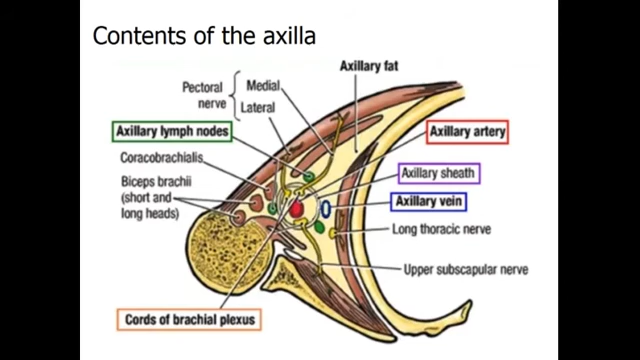 Contents of the axilla
Axillary fat
Pectoral
nerve
Medial
Lateral
Axillary lymph nodes
Axillary artery
Coracobrachialis
Axillary sheath
Biceps brachii
(short and
long heads)
Axillary vein
Long thoracic nerve
Upper subscapular nerve
Cords of brachial plexus